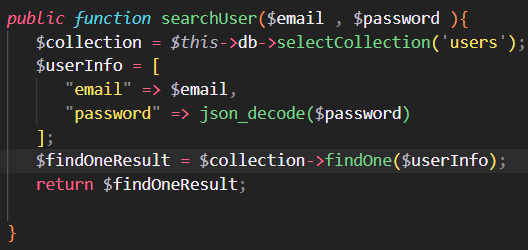 public function searchUser($email , $password ){
$collection = $this->db->selectCollection('users');
$userInfo = [
"email" => $email,
"password" => json_decode($password)
];
$findOneResult = $collection->findOne($userInfo);
return $findOneResult;
}